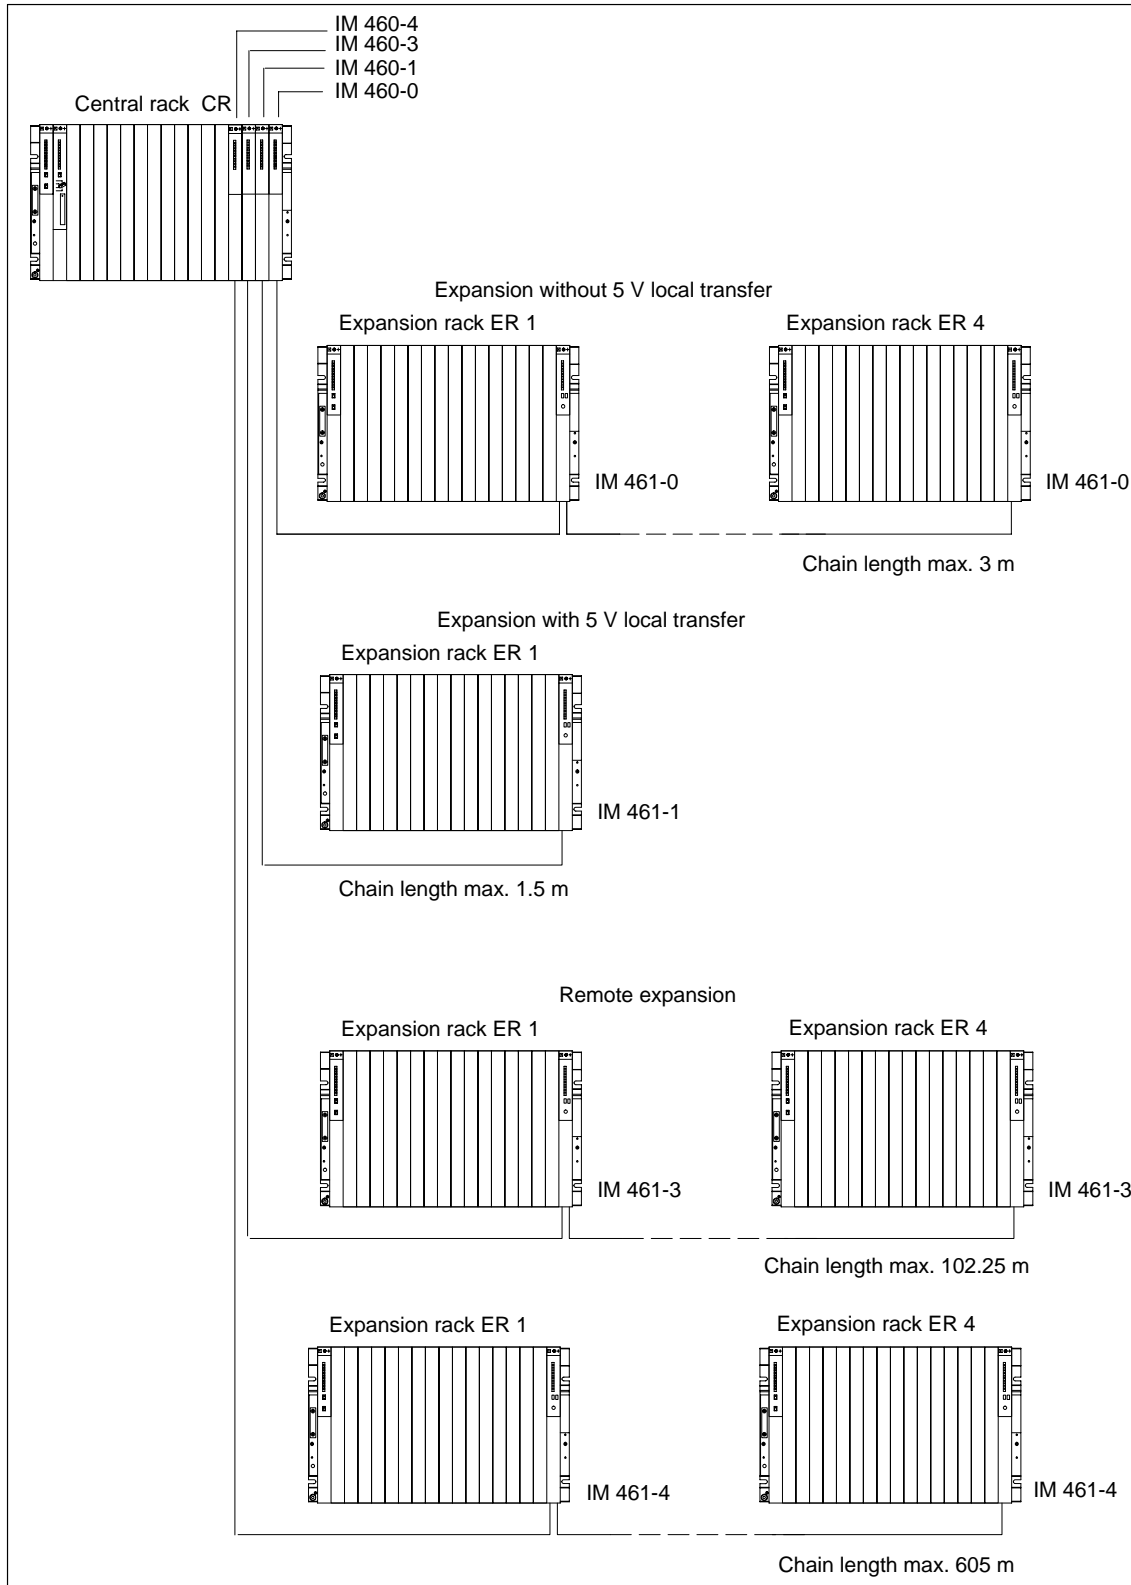 IM 460-4
IM 460-3
IM 460-1
IM 460-0
Central rack CR
Expansion without 5 V local transfer
Expansion rack ER 1
Expansion rack ER 4
IM 461-0
IM 461-0
Chain length max. 3 m
Expansion with 5 V local transfer
Expansion rack ER 1
IM 461-1
Chain length max. 1.5 m
Remote expansion
Expansion rack ER 1
Expansion rack ER 4
IM 461-3
IM 461-3
Chain length max. 102.25 m
Expansion rack ER 1
Expansion rack ER 4
IM 461-4
IM 461-4
Chain length max. 605 m